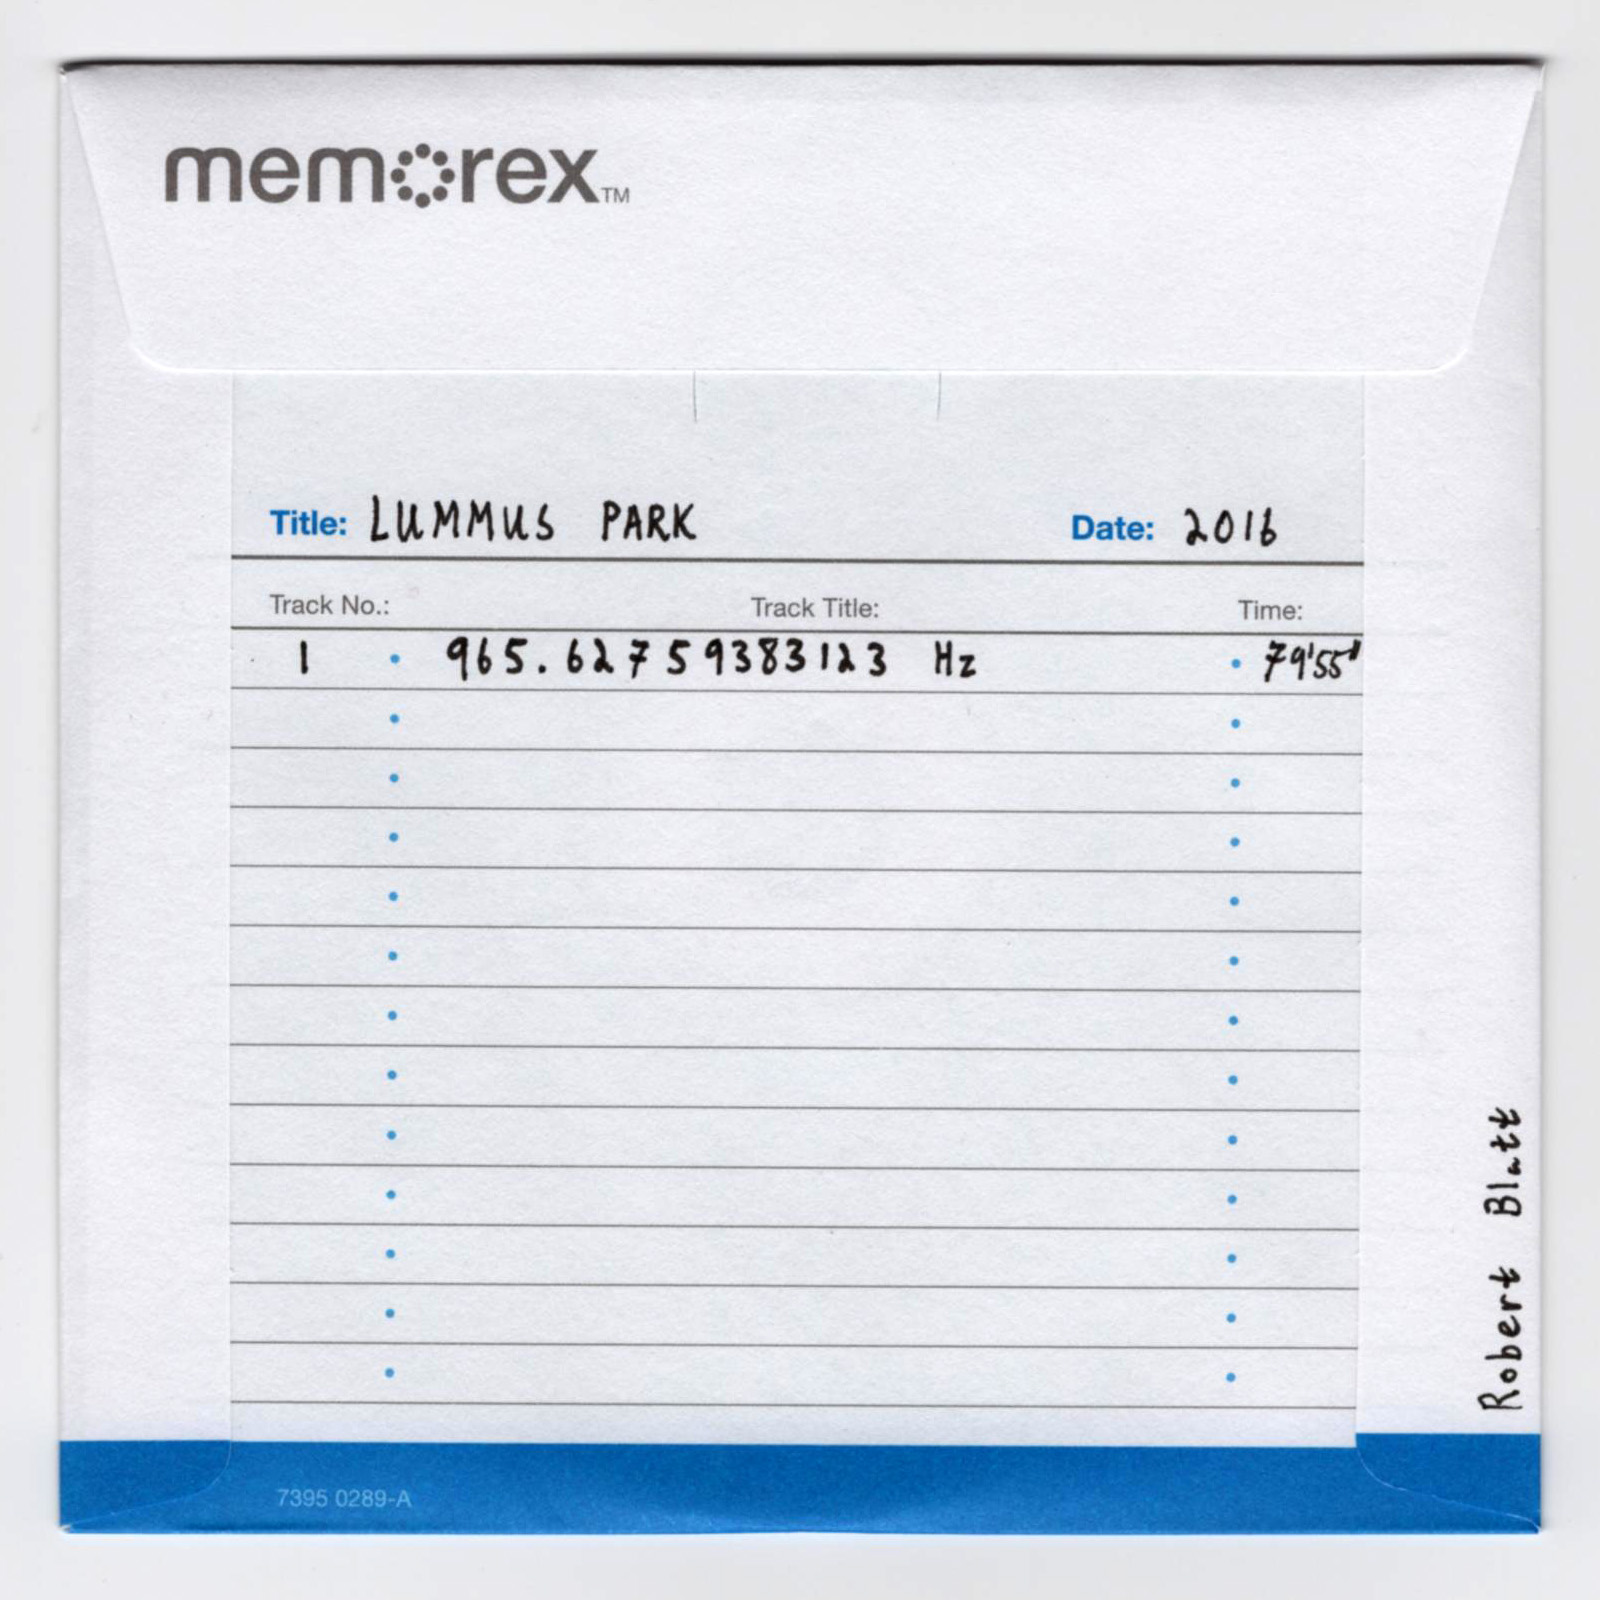 memorex™
Title: LUMMUS PARK Date: 2016
Track No.: Track Title: Time:
1 • 965.62759383123 Hz • 79'55"
Robert Blatt
7395 0289-A